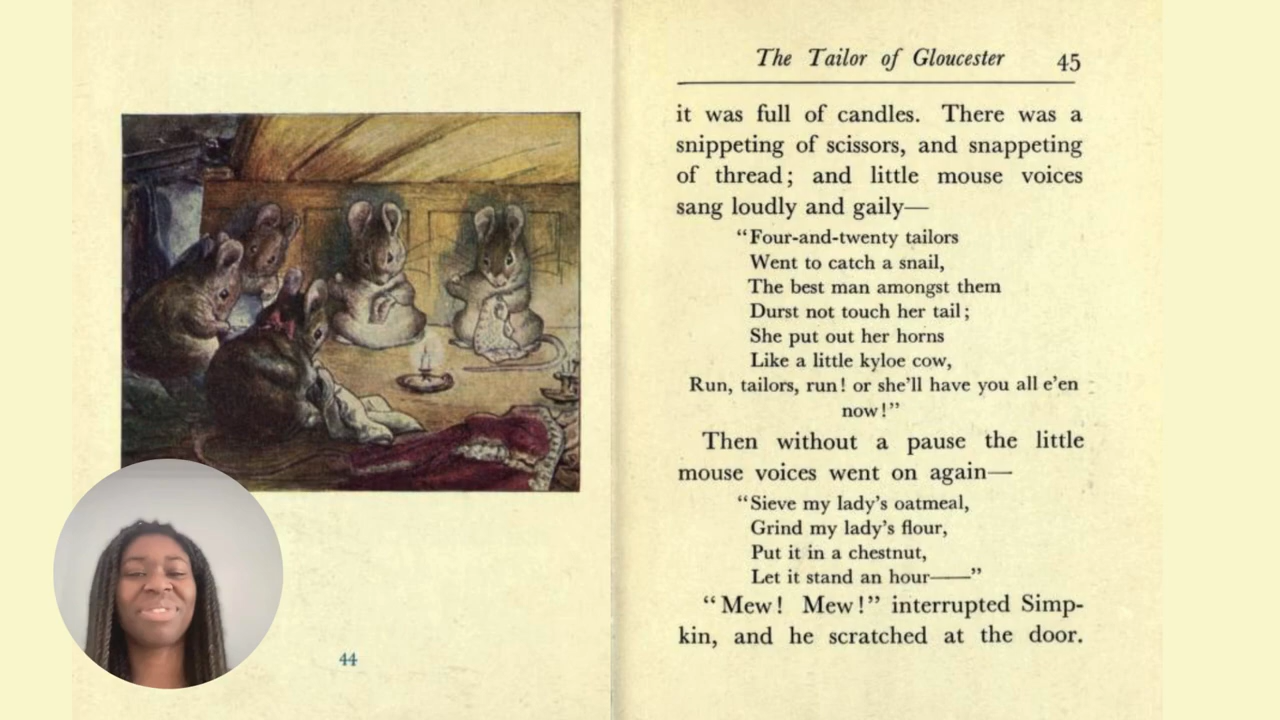 44
The Tailor of Gloucester 45
it was full of candles. There was a
snippeting of scissors, and snappeting
of thread; and little mouse voices
sang loudly and gaily—
"Four-and-twenty tailors
Went to catch a snail,
The best man amongst them
Durst not touch her tail;
She put out her horns
Like a little kyloe cow,
Run, tailors, run! or she'll have you all e'en
now!"
Then without a pause the little
mouse voices went on again—
"Sieve my lady's oatmeal,
Grind my lady's flour,
Put it in a chestnut,
Let it stand an hour——"
"Mew! Mew!" interrupted Simp-
kin, and he scratched at the door.